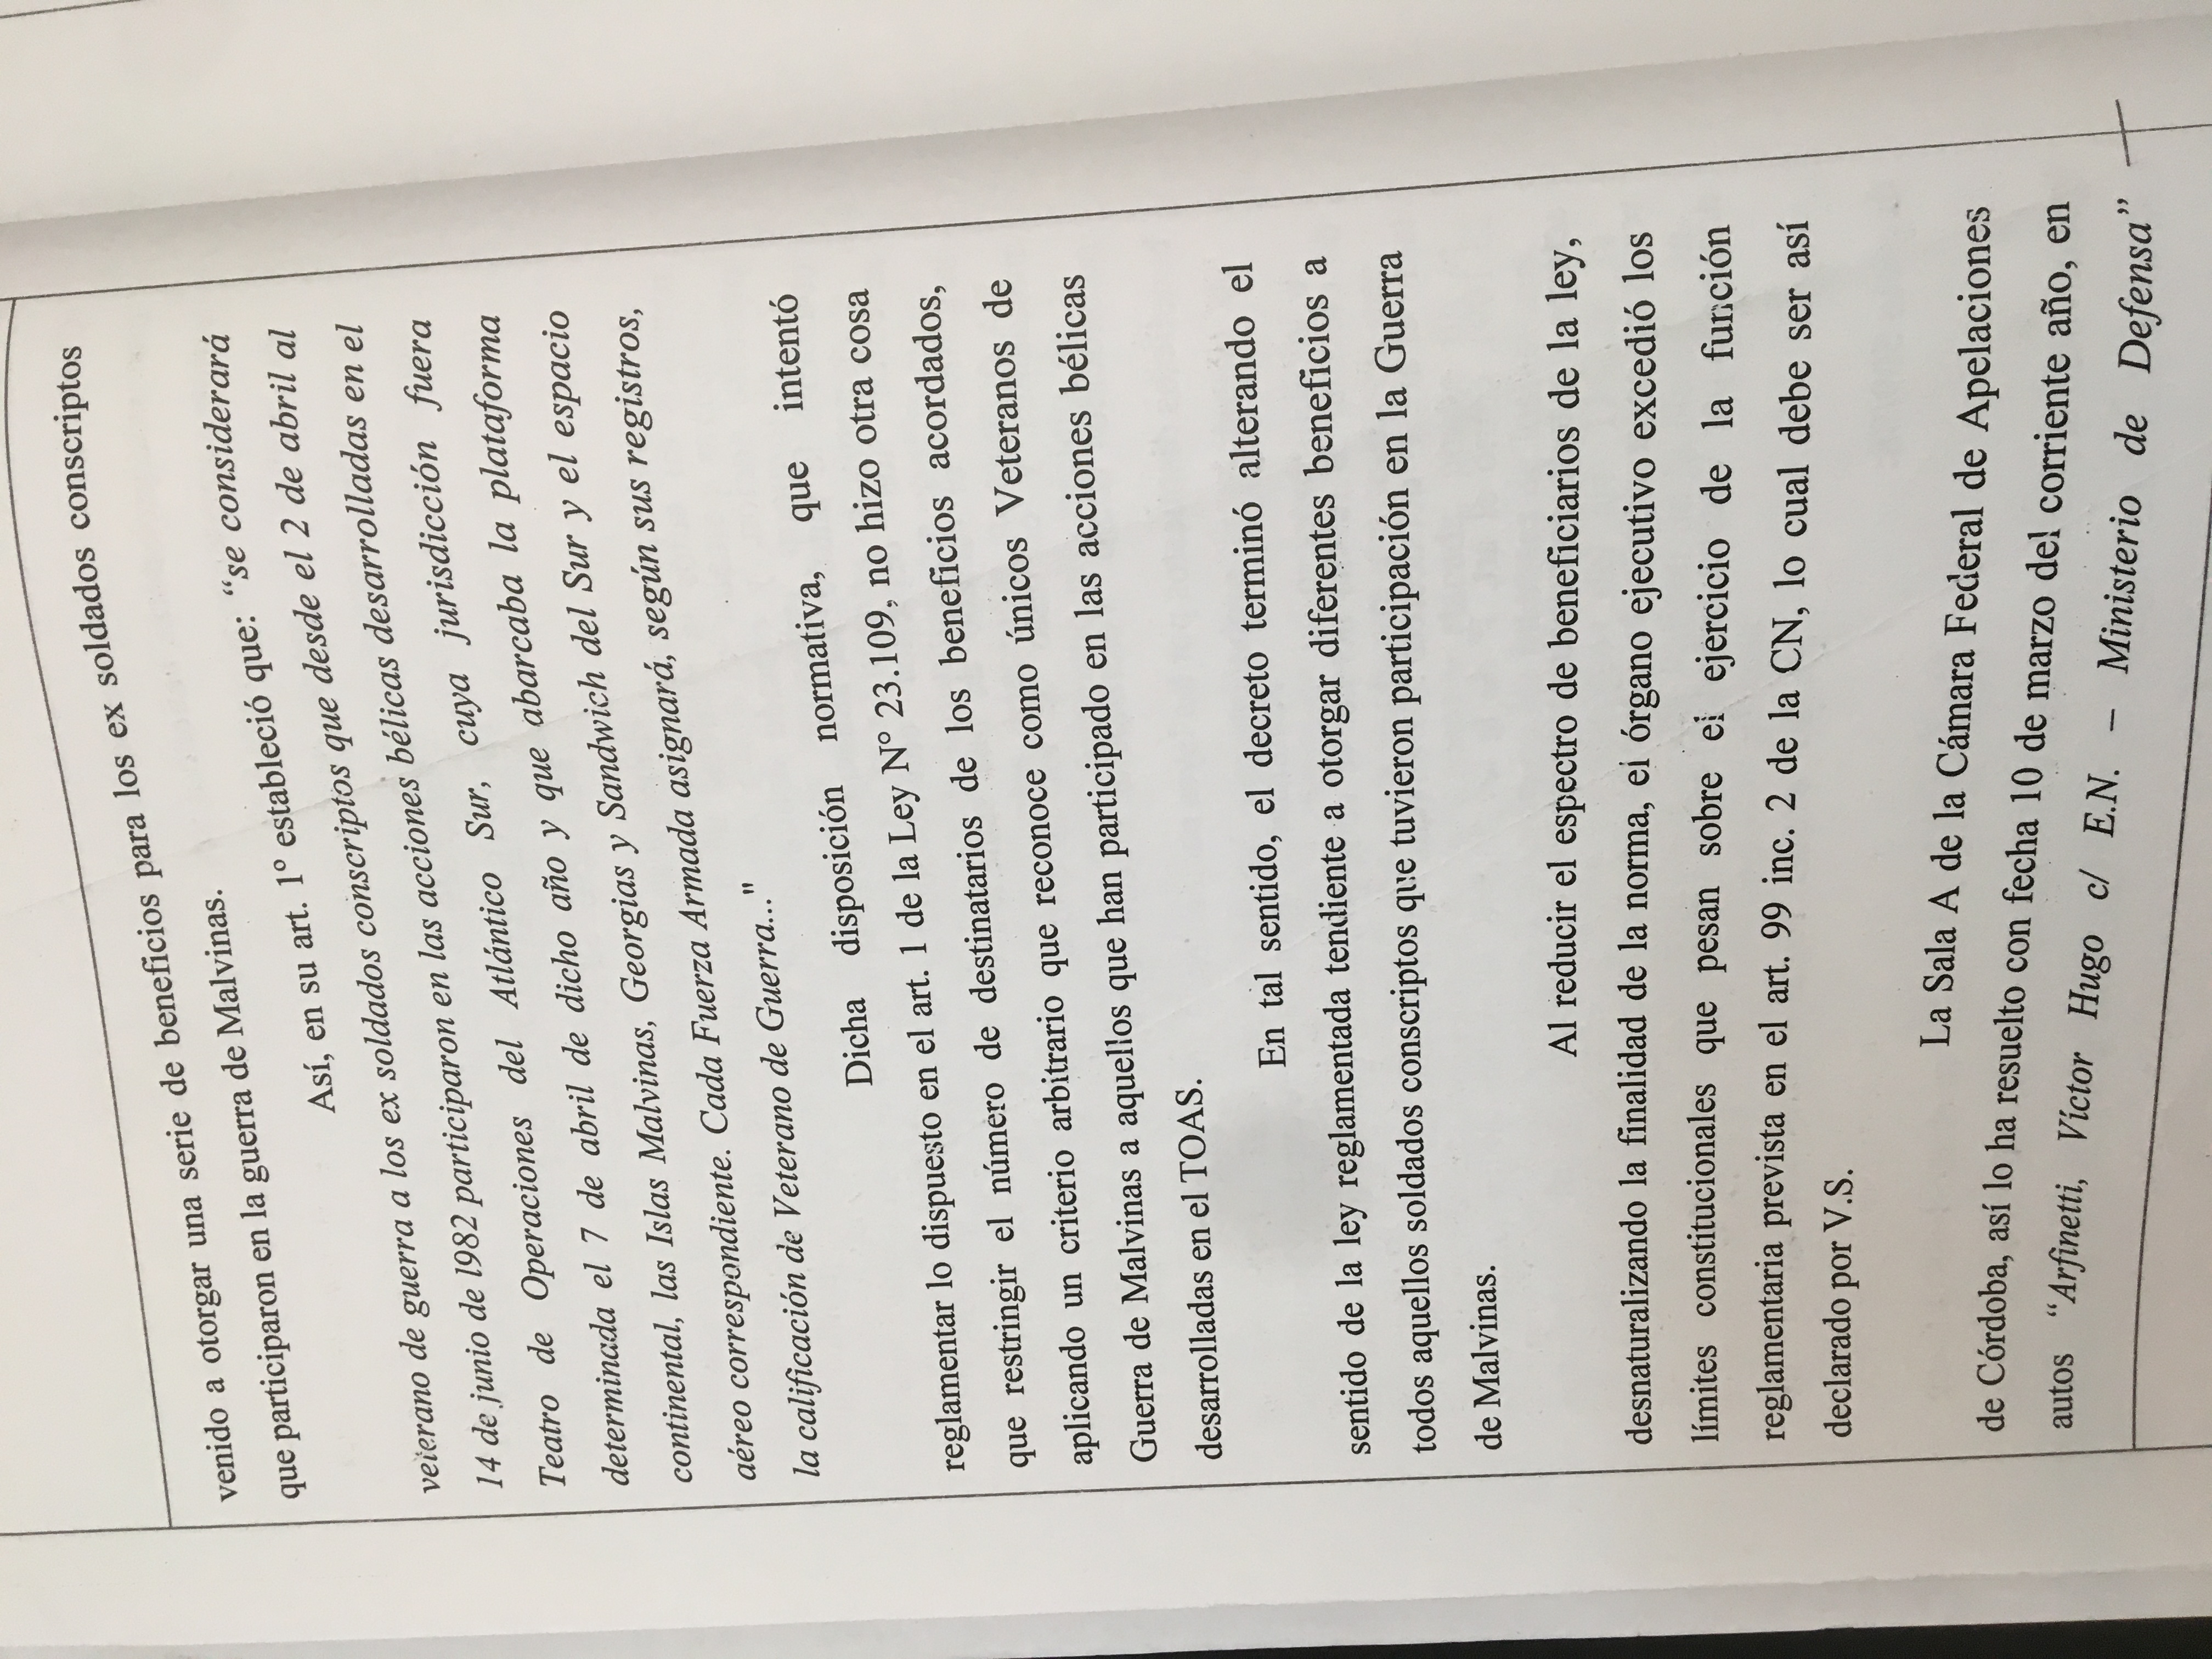 venido a otorgar una serie de beneficios para los ex soldados conscriptos
que participaron en la guerra de Malvinas.
Así, en su art. 1º estableció que: “se considerará
veterano de guerra a los ex soldados conscriptos que desde el 2 de abril al
14 de junio de 1982 participaron en las acciones bélicas desarrolladas en el
Teatro de Operaciones del Atlántico Sur, cuya jurisdicción fuera
determinada el 7 de abril de dicho año y que abarcaba la plataforma
continental, las Islas Malvinas, Georgias y Sandwich del Sur y el espacio
aéreo correspondiente. Cada Fuerza Armada asignará, según sus registros,
la calificación de Veterano de Guerra..."
Dicha disposición normativa, que intentó
reglamentar lo dispuesto en el art. 1 de la Ley N° 23.109, no hizo otra cosa
que restringir el número de destinatarios de los beneficios acordados,
aplicando un criterio arbitrario que reconoce como únicos Veteranos de
Guerra de Malvinas a aquellos que han participado en las acciones bélicas
desarrolladas en el TOAS.
En tal sentido, el decreto terminó alterando el
sentido de la ley reglamentada tendiente a otorgar diferentes beneficios a
todos aquellos soldados conscriptos que tuvieron participación en la Guerra
de Malvinas.
Al reducir el espectro de beneficiarios de la ley,
desnaturalizando la finalidad de la norma, el órgano ejecutivo excedió los
límites constitucionales que pesan sobre el ejercicio de la función
reglamentaria prevista en el art. 99 inc. 2 de la CN, lo cual debe ser así
declarado por V.S.
La Sala A de la Cámara Federal de Apelaciones
de Córdoba, así lo ha resuelto con fecha 10 de marzo del corriente año, en
autos “Arfinetti, Víctor Hugo c/ E.N. – Ministerio de Defensa”